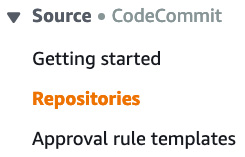 Source • CodeCommit
Getting started
Repositories
Approval rule templates